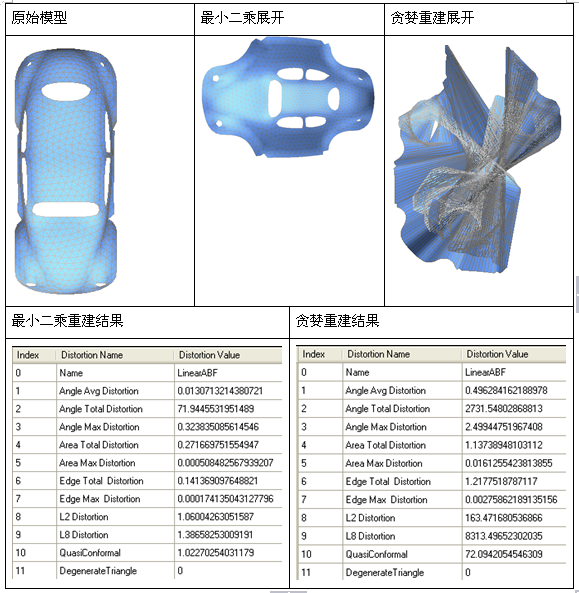 原始模型
最小二乘展开
贪婪重建展开
最小二乘重建结果
贪婪重建结果
Index Distortion Name Distortion Value
0 Name LinearABF
1 Angle Avg Distortion 0.0130713214380721
2 Angle Total Distortion 71.9445531951489
3 Angle Max Distortion 0.323835085614546
4 Area Total Distortion 0.271669751554947
5 Area Max Distortion 0.000508482567939207
6 Edge Total Distortion 0.141369097648821
7 Edge Max Distortion 0.000174135043127796
8 L2 Distortion 1.06004263051587
9 L8 Distortion 1.38658253009191
10 QuasiConformal 1.02270254031179
11 DegenerateTriangle 0
Index Distortion Name Distortion Value
0 Name LinearABF
1 Angle Avg Distortion 0.496284162188978
2 Angle Total Distortion 2731.54802868813
3 Angle Max Distortion 2.49944751967408
4 Area Total Distortion 1.13738948103112
5 Area Max Distortion 0.0161255423813855
6 Edge Total Distortion 1.2177518787117
7 Edge Max Distortion 0.00275862189135156
8 L2 Distortion 163.471680536866
9 L8 Distortion 8313.49652302035
10 QuasiConformal 72.0942054546309
11 DegenerateTriangle 0